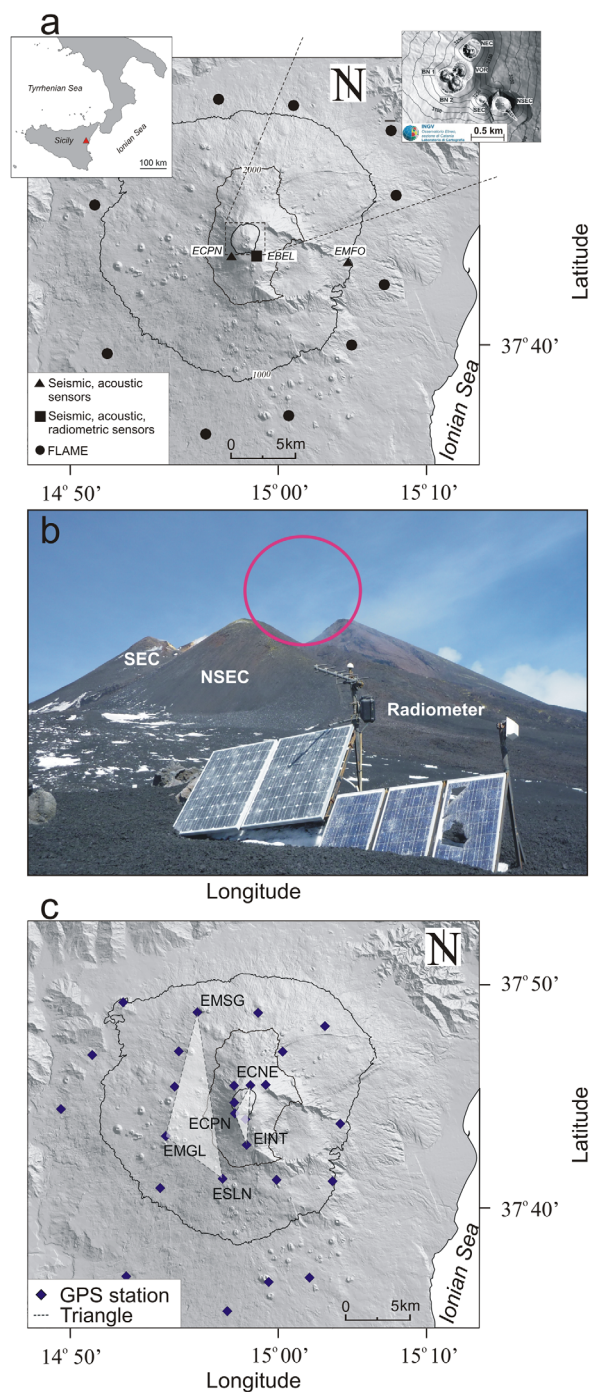 a
Tyrrhenian Sea
Sicily
Ionian Sea
100 km
N
NEC
VOR
BN 1
BN 2
SEC
NSEC
INGV
0.5 km
2000
ECPN
EBEL
EMFO
1000
Latitude
37° 40'
Ionian Sea
Seismic, acoustic
sensors
Seismic, acoustic,
radiometric sensors
FLAME
0 5km
14° 50' 15° 00' 15° 10'
b
SEC
NSEC
Radiometer
Longitude
c
N
37° 50'
EMSG
ECNE
ECPN
EINT
EMGL
ESLN
Latitude
37° 40'
Ionian Sea
GPS station
Triangle
0 5km
14° 50' 15° 00' 15° 10'
Longitude